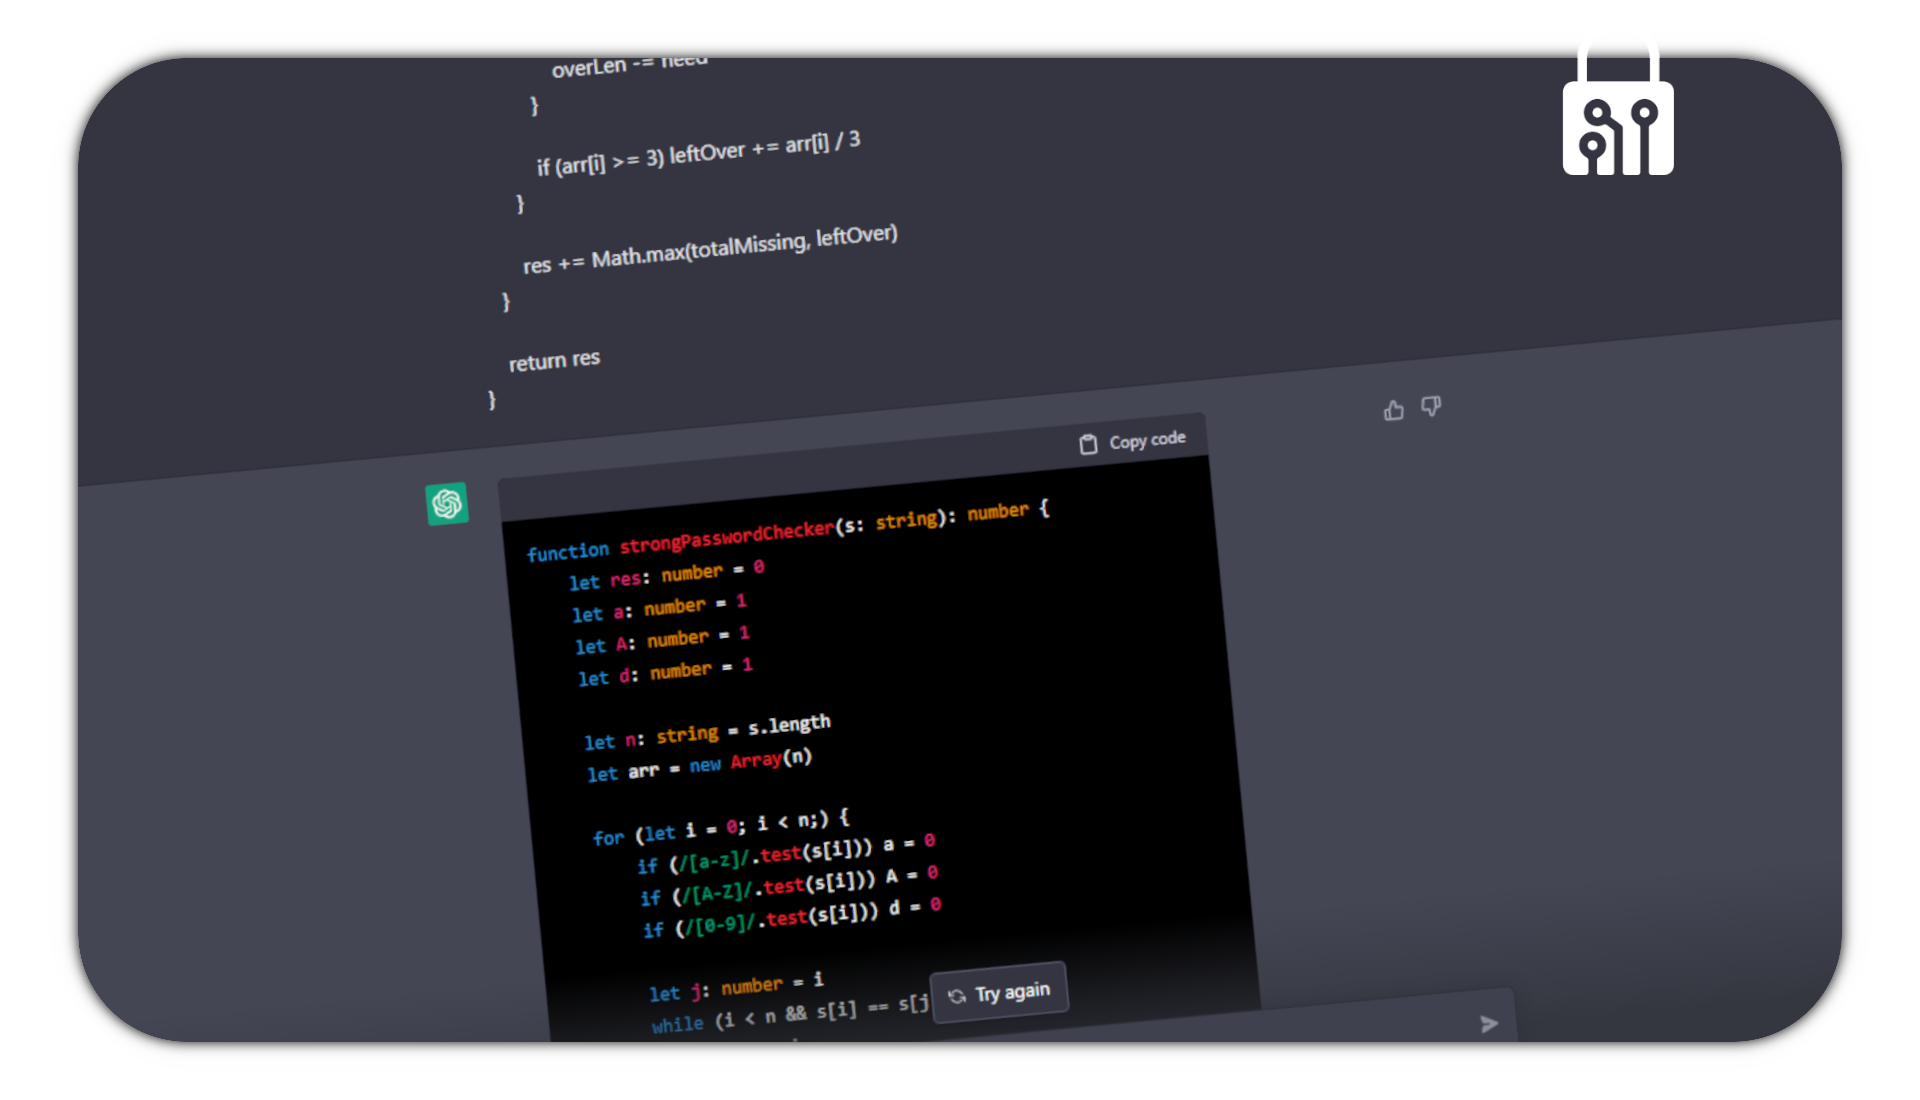 overLen -= need
}
if (arr[i] >= 3) leftOver += arr[i] / 3
}
res += Math.max(totalMissing, leftOver)
}
return res
}
Copy code
function strongPasswordChecker(s: string): number {
let res: number = 0
let a: number = 1
let A: number = 1
let d: number = 1
let n: string = s.length
let arr = new Array(n)
for (let i = 0; i < n;) {
if (/[a-z]/.test(s[i])) a = 0
if (/[A-Z]/.test(s[i])) A = 0
if (/[0-9]/.test(s[i])) d = 0
let j: number = i
while (i < n && s[i] == s[j
Try again